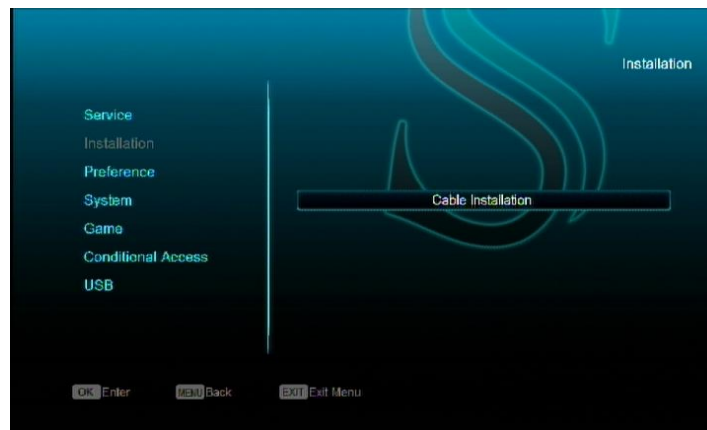 Installation
Service
Installation
Preference
System
Cable Installation
Game
Conditional Access
USB
OK Enter MENU Back EXIT Exit Menu